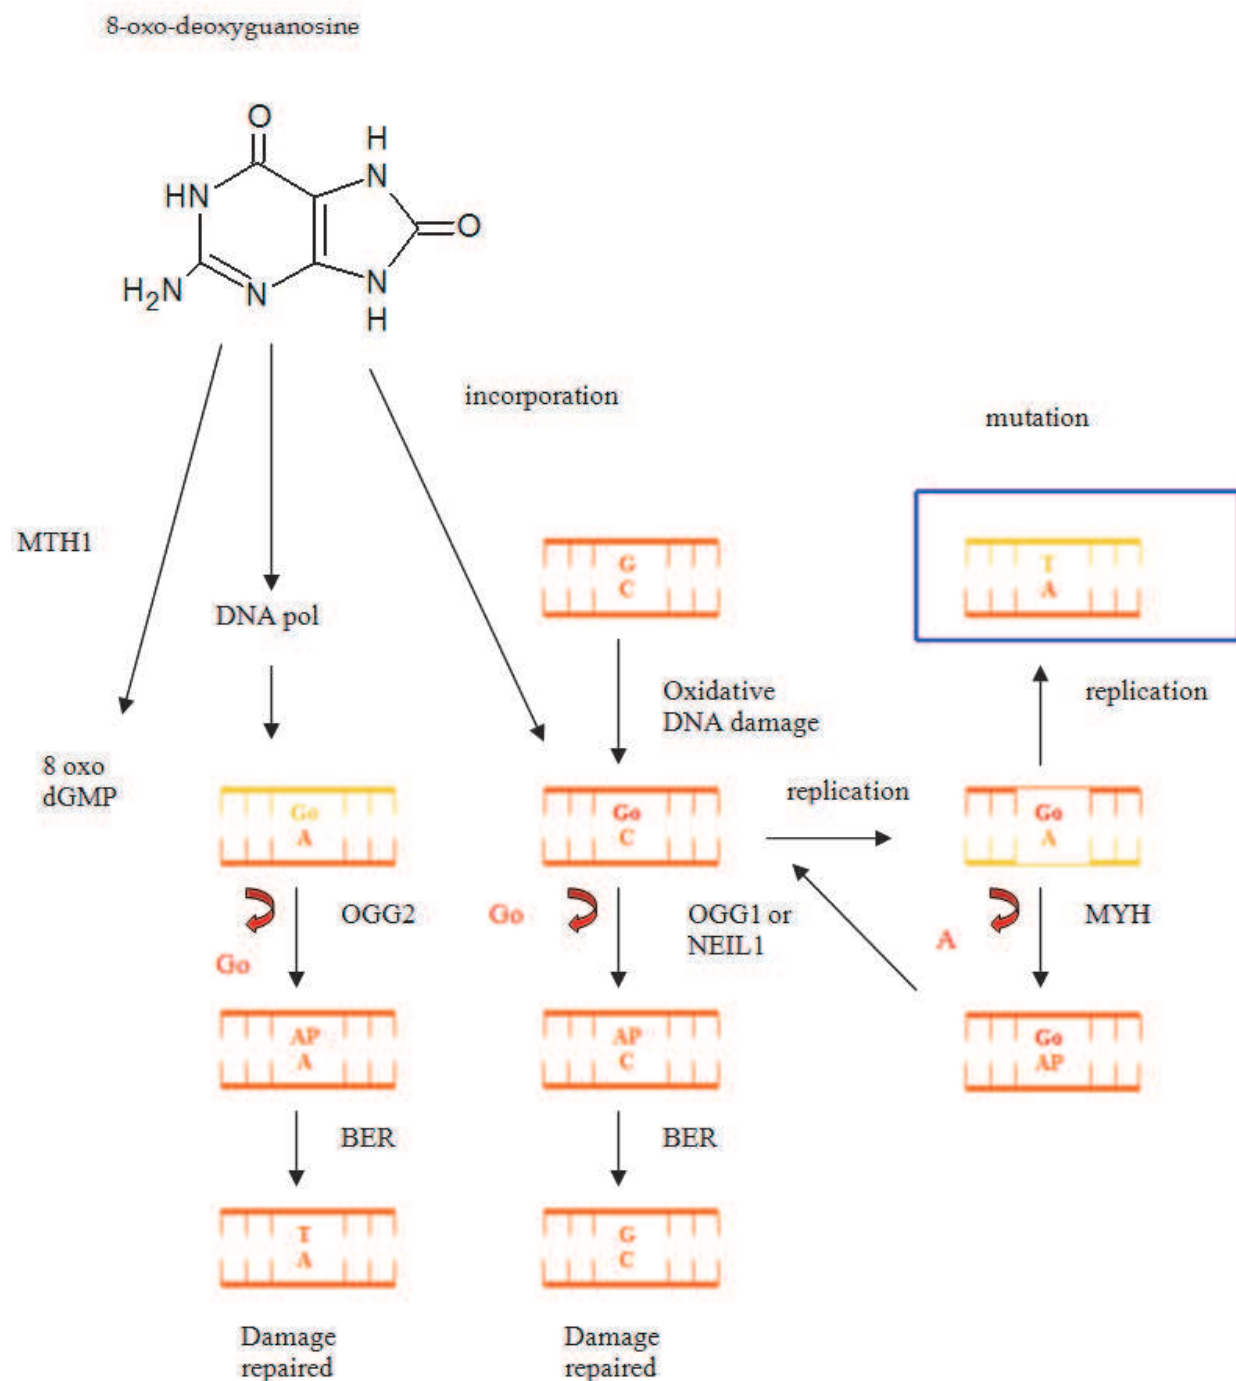 8-oxo-deoxyguanosine
O
H
N
HN
O
H2N
N
N
H
incorporation
mutation
MTH1
G
C
T
A
DNA pol
Oxidative
DNA damage
replication
8 oxo
dGMP
replication
Go
A
Go
C
Go
A
OGG2
Go
Go
OGG1 or
NEIL1
A
MYH
AP
A
AP
C
Go
AP
BER
BER
T
A
G
C
Damage
repaired
Damage
repaired